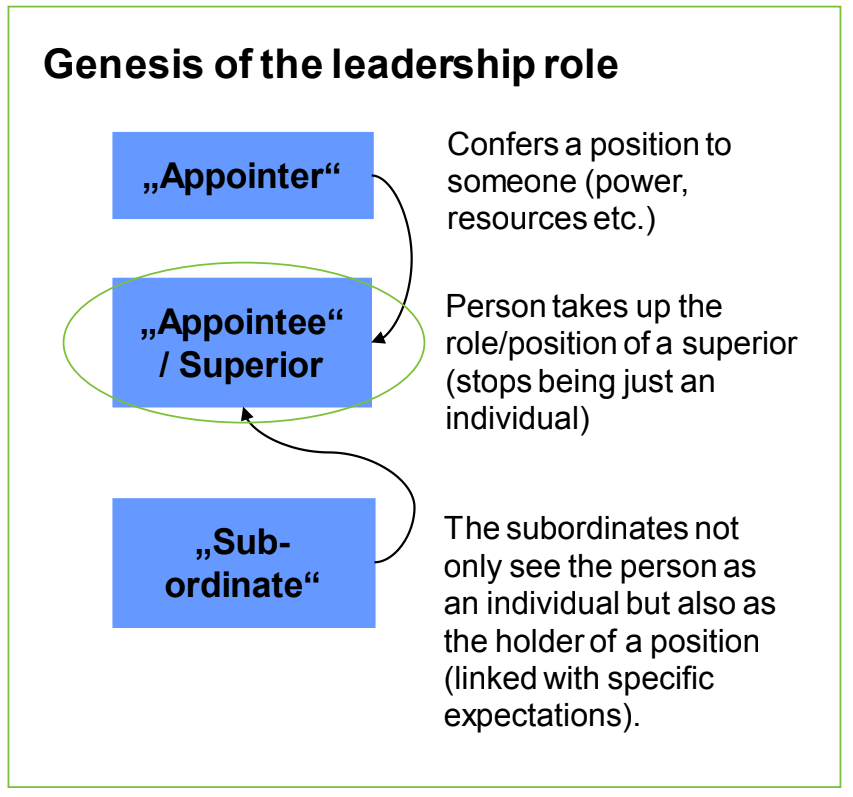 Genesis of the leadership role
„Appointer“
Confers a position to
someone (power,
resources etc.)
„Appointee“
/ Superior
Person takes up the
role/position of a superior
(stops being just an
individual)
„Sub-
ordinate“
The subordinates not
only see the person as
an individual but also as
the holder of a position
(linked with specific
expectations).